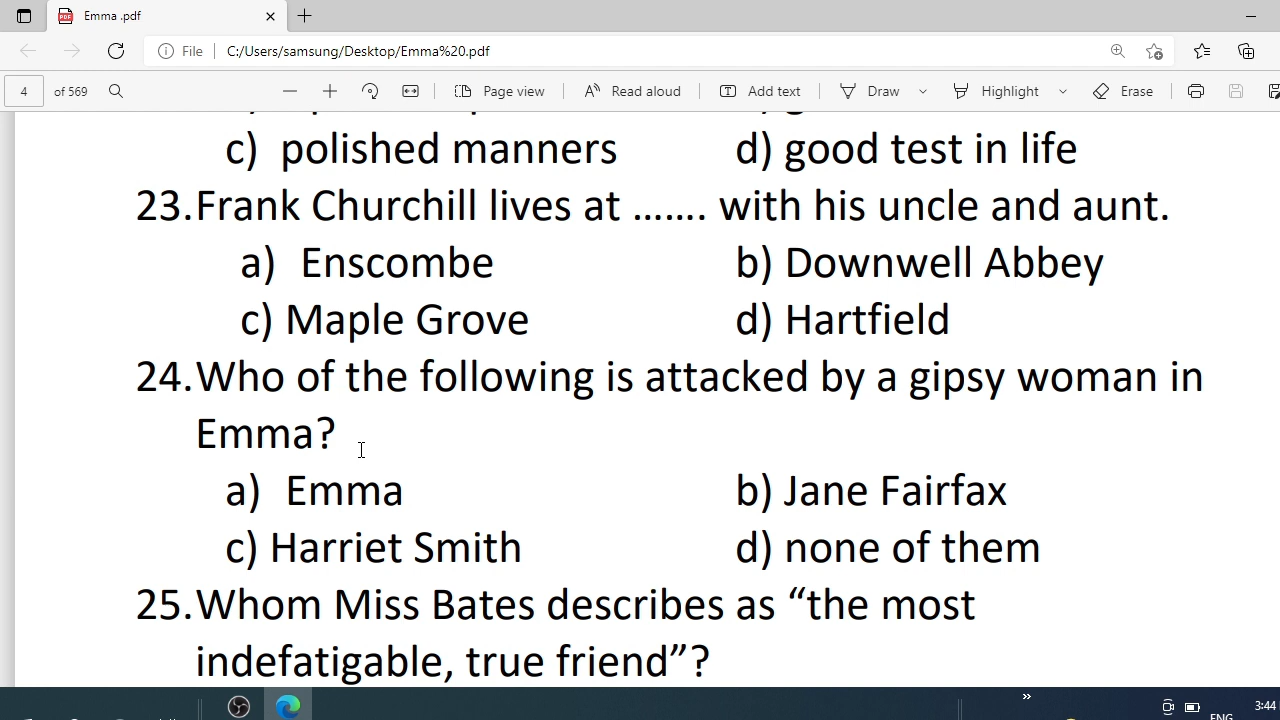 Emma .pdf
File C:/Users/samsung/Desktop/Emma%20.pdf
4 of 569 Page view Read aloud Add text Draw Highlight Erase
c) polished manners d) good test in life
23.Frank Churchill lives at ....... with his uncle and aunt.
a) Enscombe b) Downwell Abbey
c) Maple Grove d) Hartfield
24.Who of the following is attacked by a gipsy woman in
Emma?
a) Emma b) Jane Fairfax
c) Harriet Smith d) none of them
25.Whom Miss Bates describes as “the most
indefatigable, true friend”?
3:44
ENG